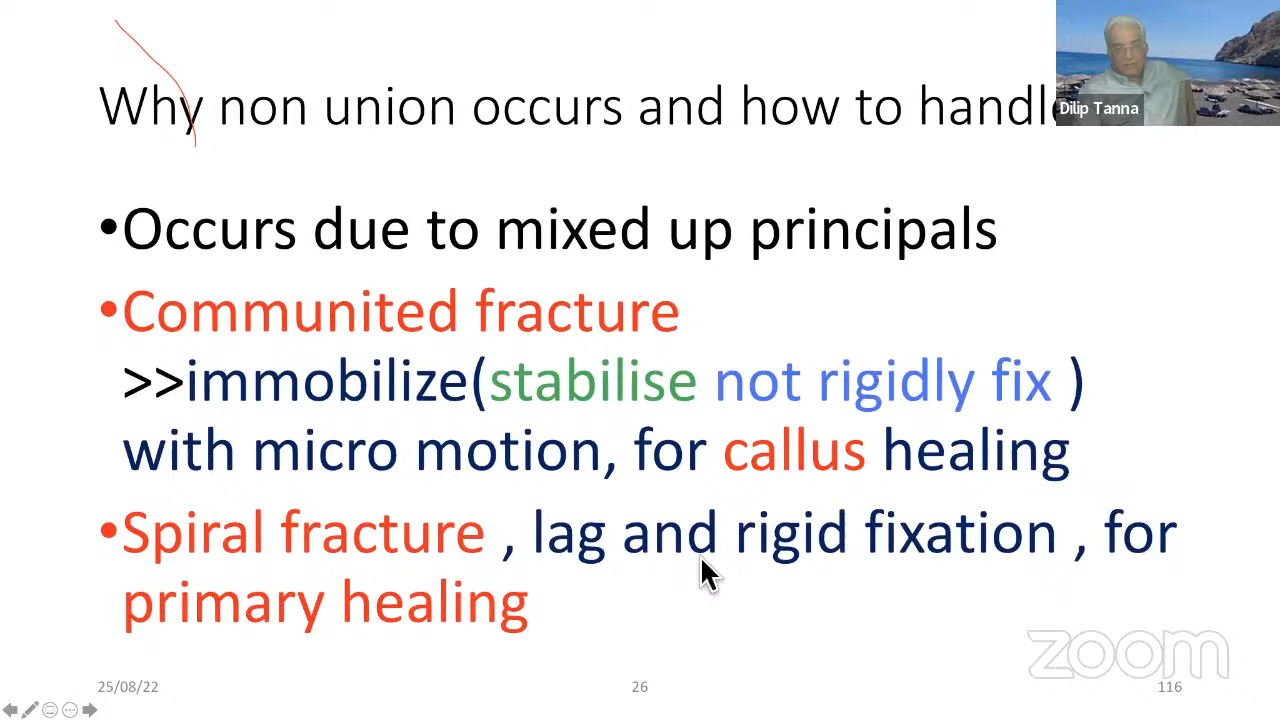 Why non union occurs and how to handle
Dilip Tanna
•Occurs due to mixed up principals
•Communited fracture
>>immobilize(stabilise not rigidly fix )
with micro motion, for callus healing
•Spiral fracture , lag and rigid fixation , for
primary healing
zoom
25/08/22 26 116